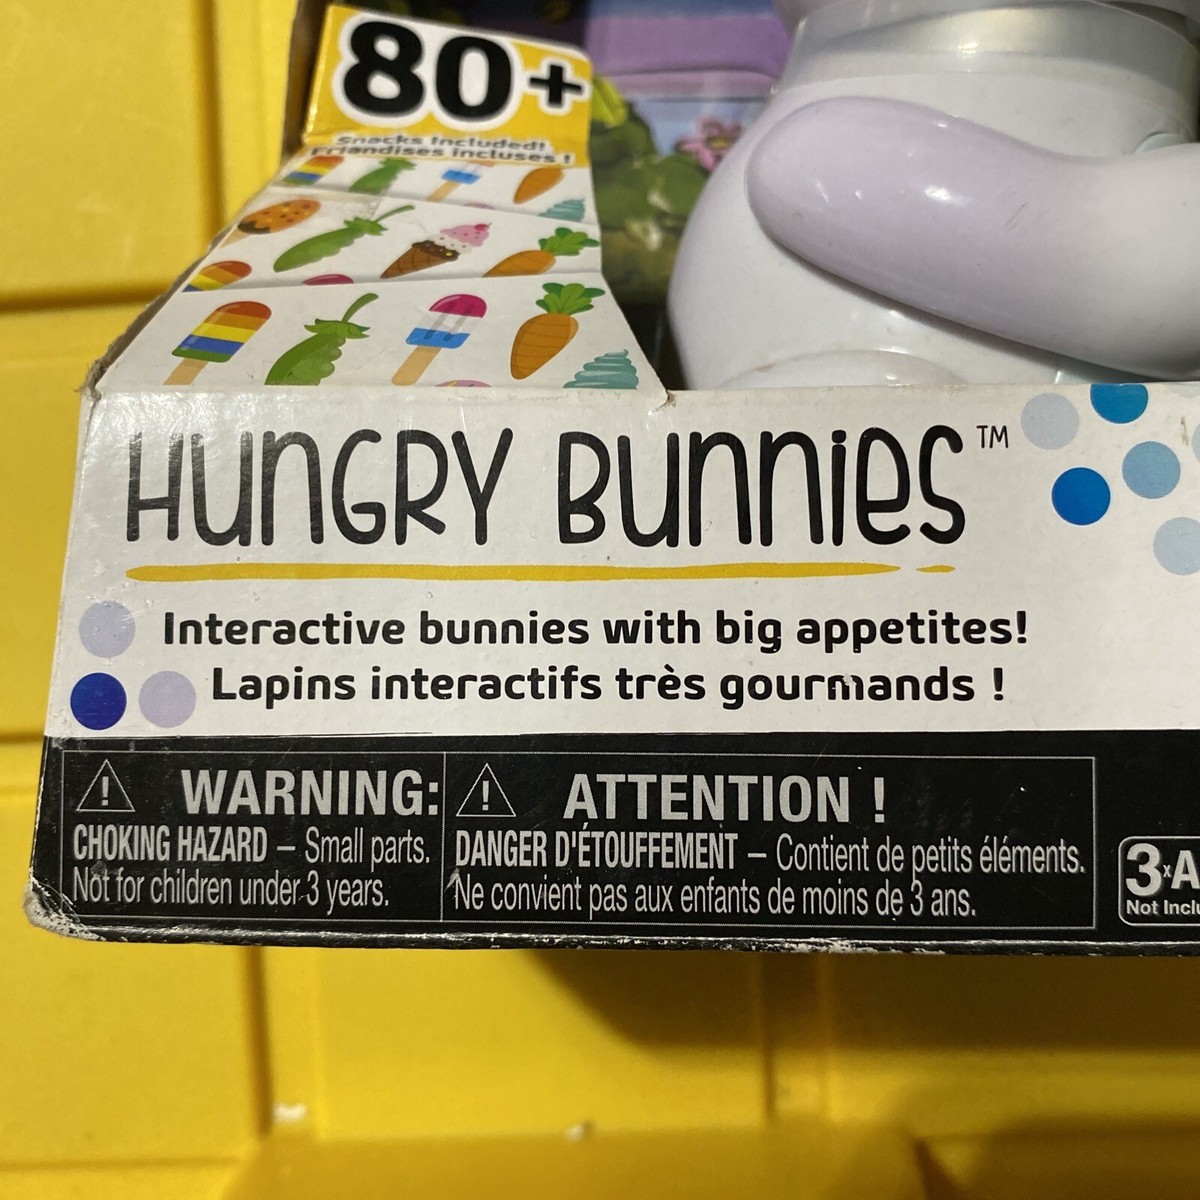 80+
Snacks Included!
Friandises incluses !
HUNGRY BUNNIES™
Interactive bunnies with big appetites!
Lapins interactifs très gourmands !
WARNING:
CHOKING HAZARD – Small parts.
Not for children under 3 years.
ATTENTION !
DANGER D'ÉTOUFFEMENT – Contient de petits éléments.
Ne convient pas aux enfants de moins de 3 ans.
3xA
Not